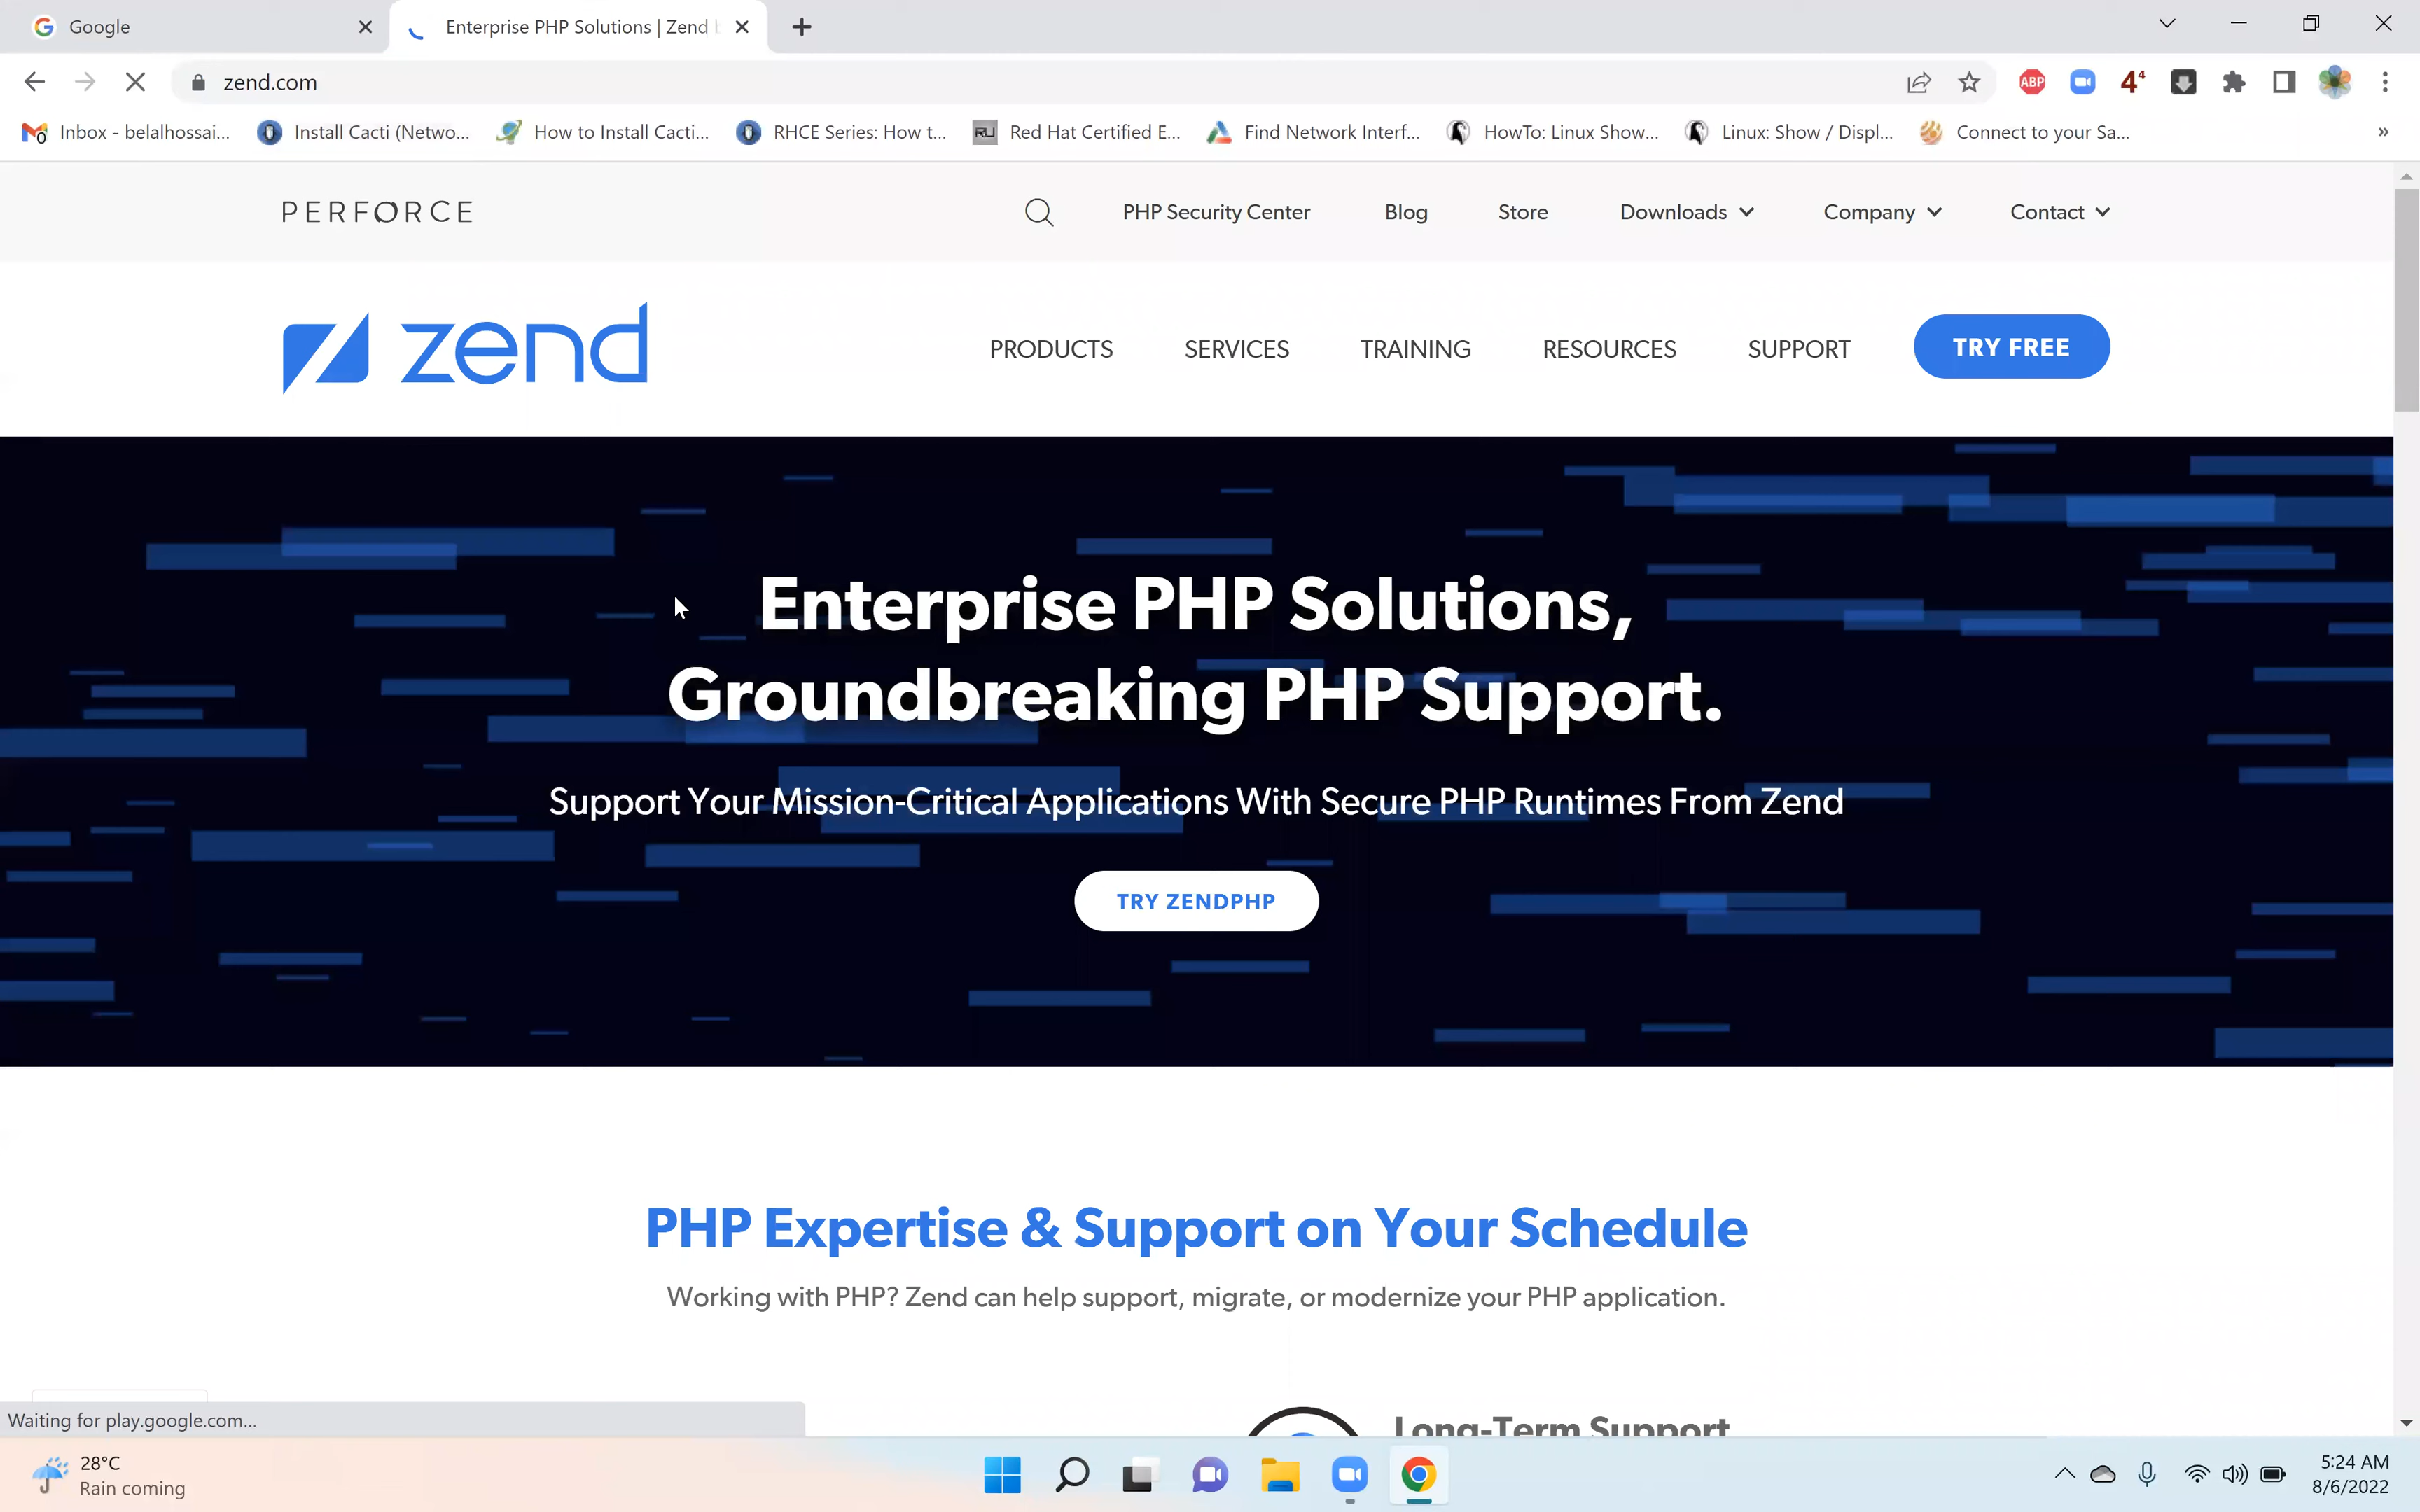 Google
Enterprise PHP Solutions | Zend
zend.com
ABP
4⁴
Inbox - belalhossai...
Install Cacti (Netwo...
How to Install Cacti...
RHCE Series: How t...
RU
Red Hat Certified E...
Find Network Interf...
HowTo: Linux Show...
Linux: Show / Displ...
Connect to your Sa...
»
PERFORCE
PHP Security Center
Blog
Store
Downloads
Company
Contact
zend
PRODUCTS
SERVICES
TRAINING
RESOURCES
SUPPORT
TRY FREE
Enterprise PHP Solutions,
Groundbreaking PHP Support.
Support Your Mission-Critical Applications With Secure PHP Runtimes From Zend
TRY ZENDPHP
PHP Expertise & Support on Your Schedule
Working with PHP? Zend can help support, migrate, or modernize your PHP application.
Long-Term Support
Waiting for play.google.com...
28°C
Rain coming
5:24 AM
8/6/2022